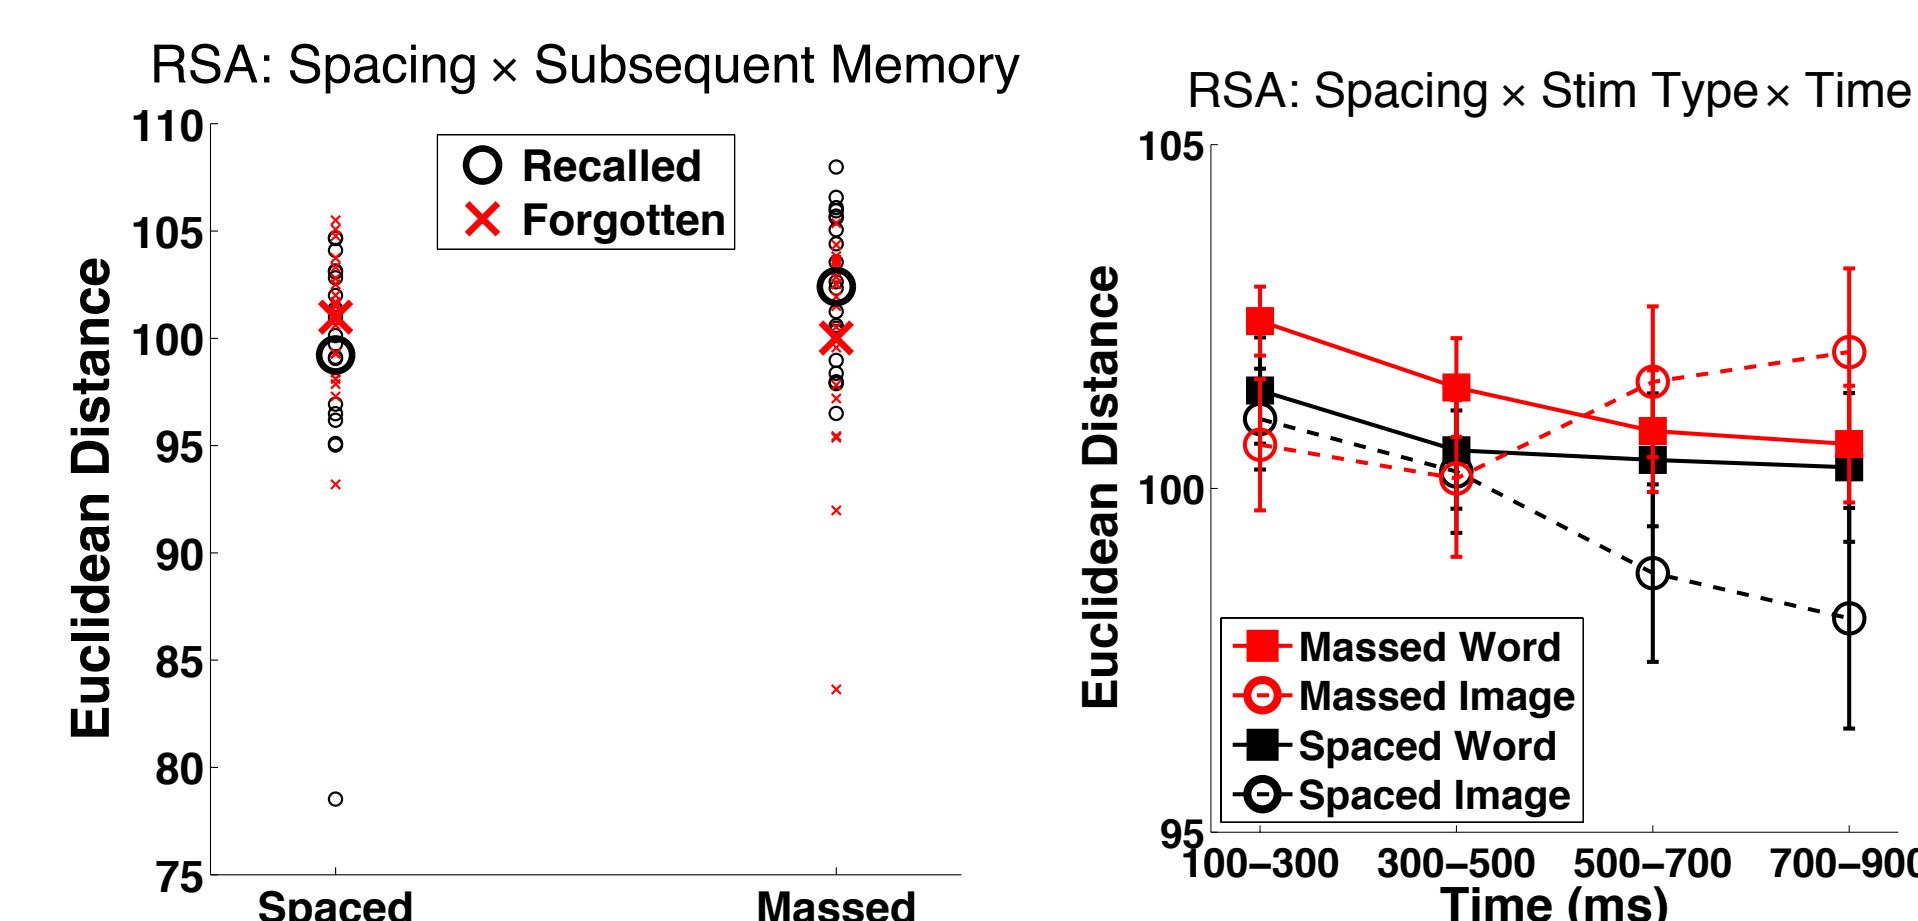 RSA: Spacing × Subsequent Memory
110
105
100
95
90
85
80
75
Euclidean Distance
Recalled
Forgotten
Spaced
Massed
RSA: Spacing × Stim Type × Time
105
100
95
Euclidean Distance
Massed Word
Massed Image
Spaced Word
Spaced Image
100–300 300–500 500–700 700–900
Time (ms)